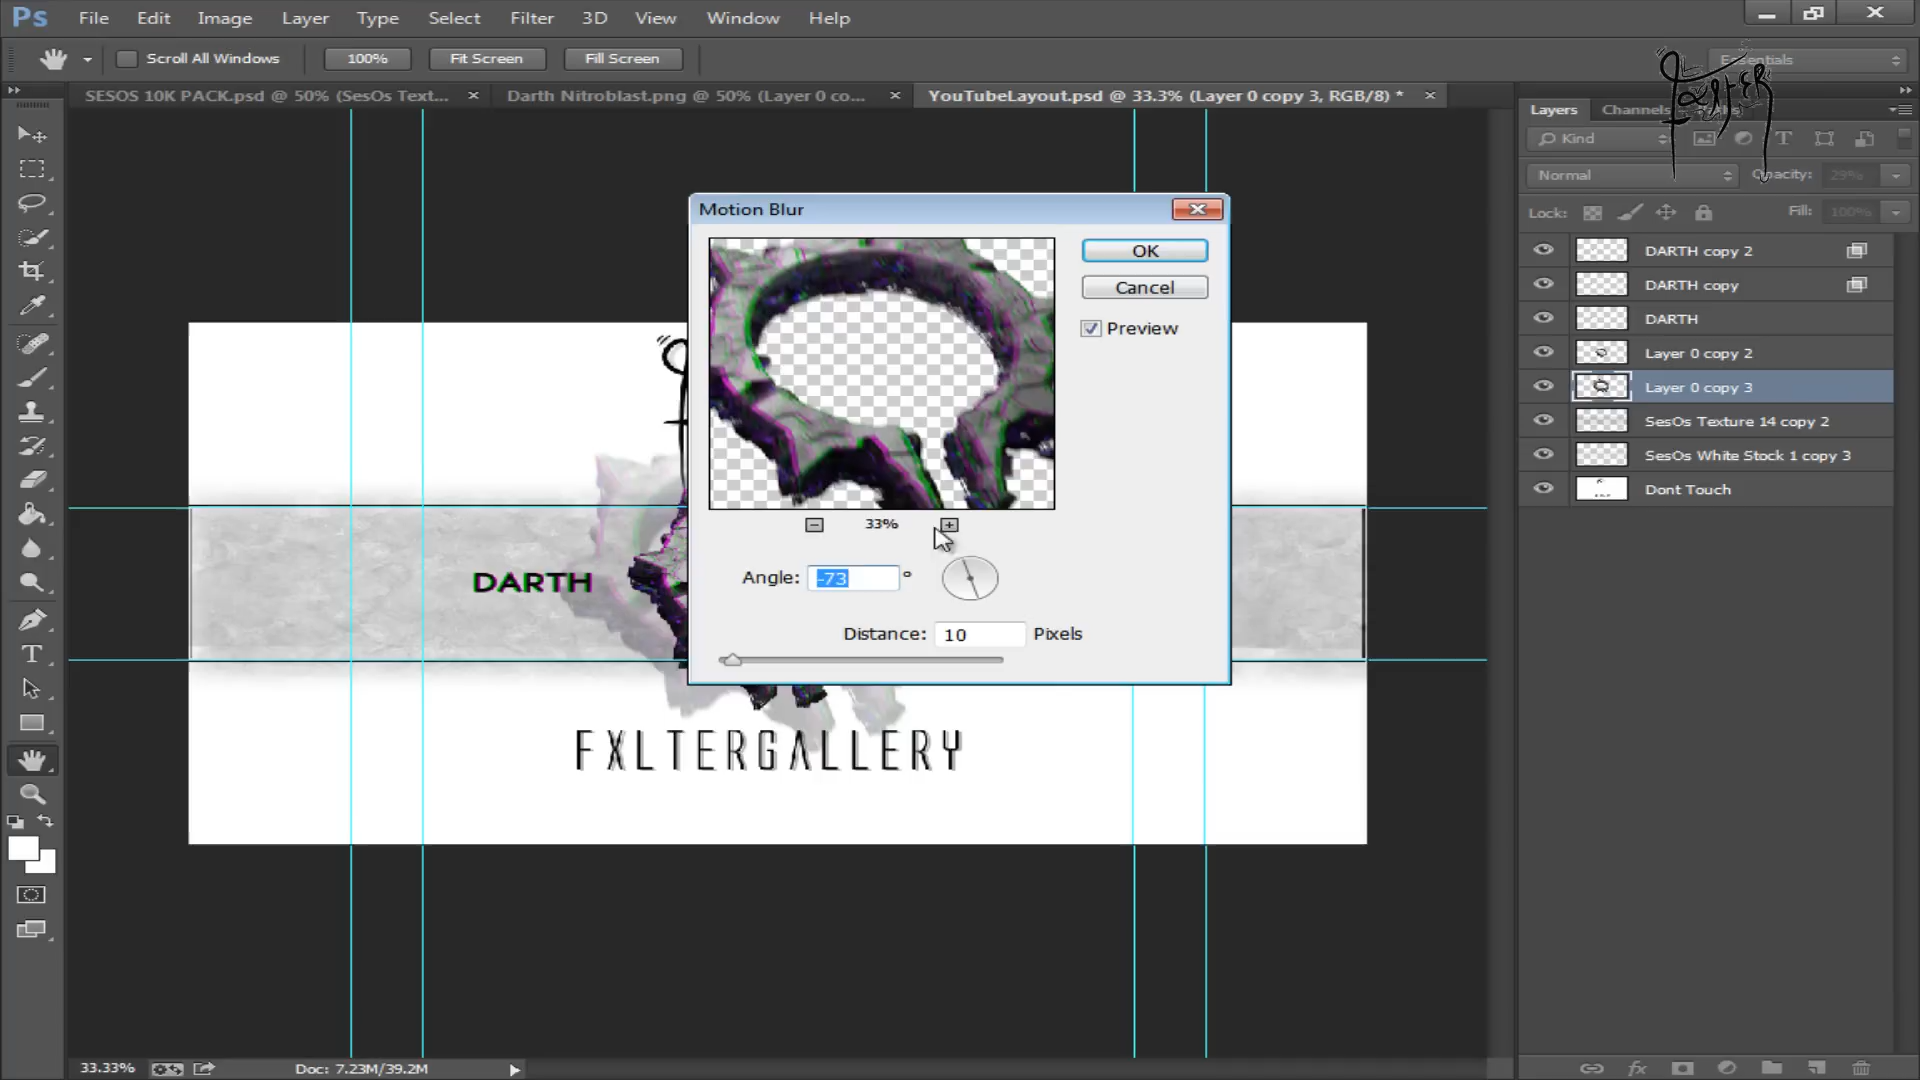 Ps File Edit Image Layer Type Select Filter 3D View Window Help
Scroll All Windows 100% Fit Screen Fill Screen Essentials
SESOS 10K PACK.psd @ 50% (SesOs Text... × Darth Nitroblast.png @ 50% (Layer 0 co... × YouTubeLayout.psd @ 33.3% (Layer 0 copy 3, RGB/8) * ×
Layers Channels
Kind
Normal Opacity: 29%
Lock: Fill: 100%
DARTH copy 2
DARTH copy
DARTH
Layer 0 copy 2
Layer 0 copy 3
SesOs Texture 14 copy 2
SesOs White Stock 1 copy 3
Dont Touch
Motion Blur
OK
Cancel
Preview
33%
Angle: -73 °
Distance: 10 Pixels
DARTH
FXLTERGALLERY
33.33% Doc: 7.23M/39.2M